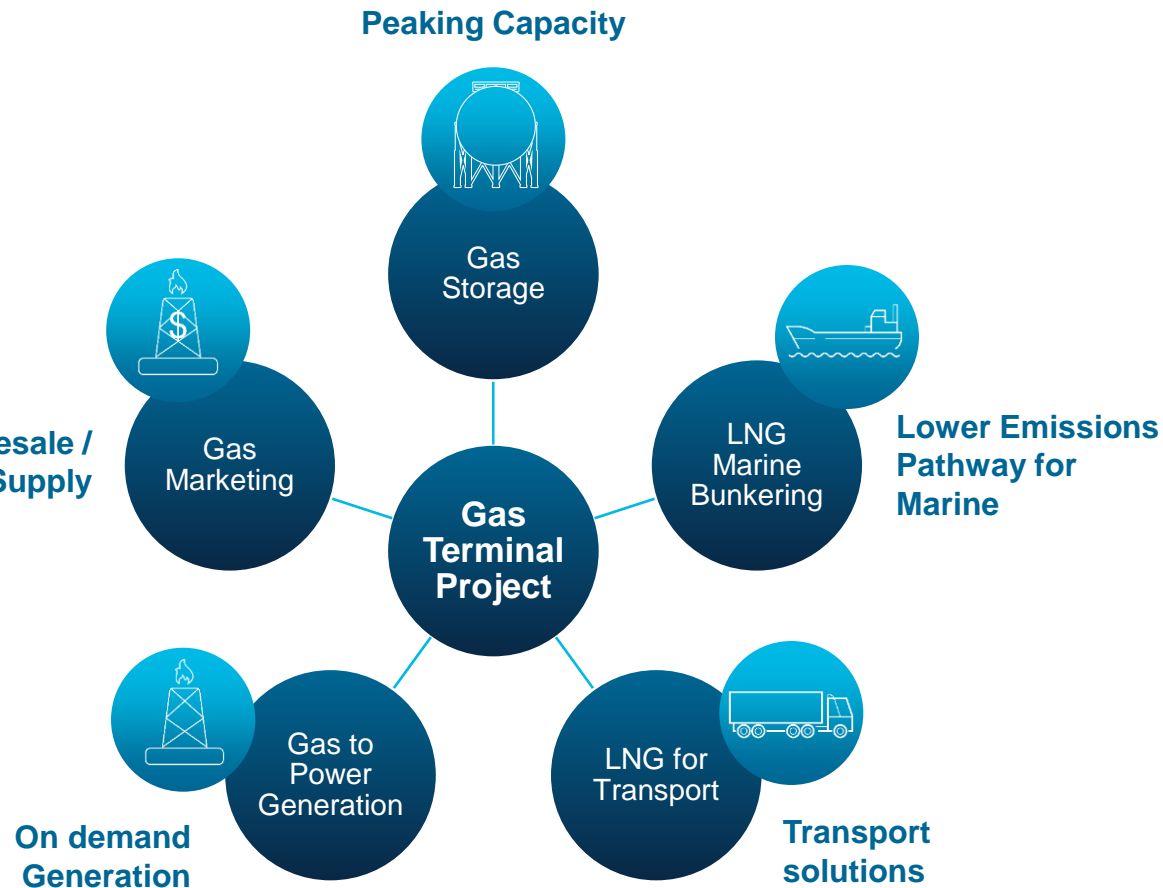 Peaking Capacity
Gas
Storage
$
Gas
Marketing
esale /
Supply
LNG
Marine
Bunkering
Lower Emissions
Pathway for
Marine
Gas
Terminal
Project
Gas to
Power
Generation
On demand
Generation
LNG for
Transport
Transport
solutions